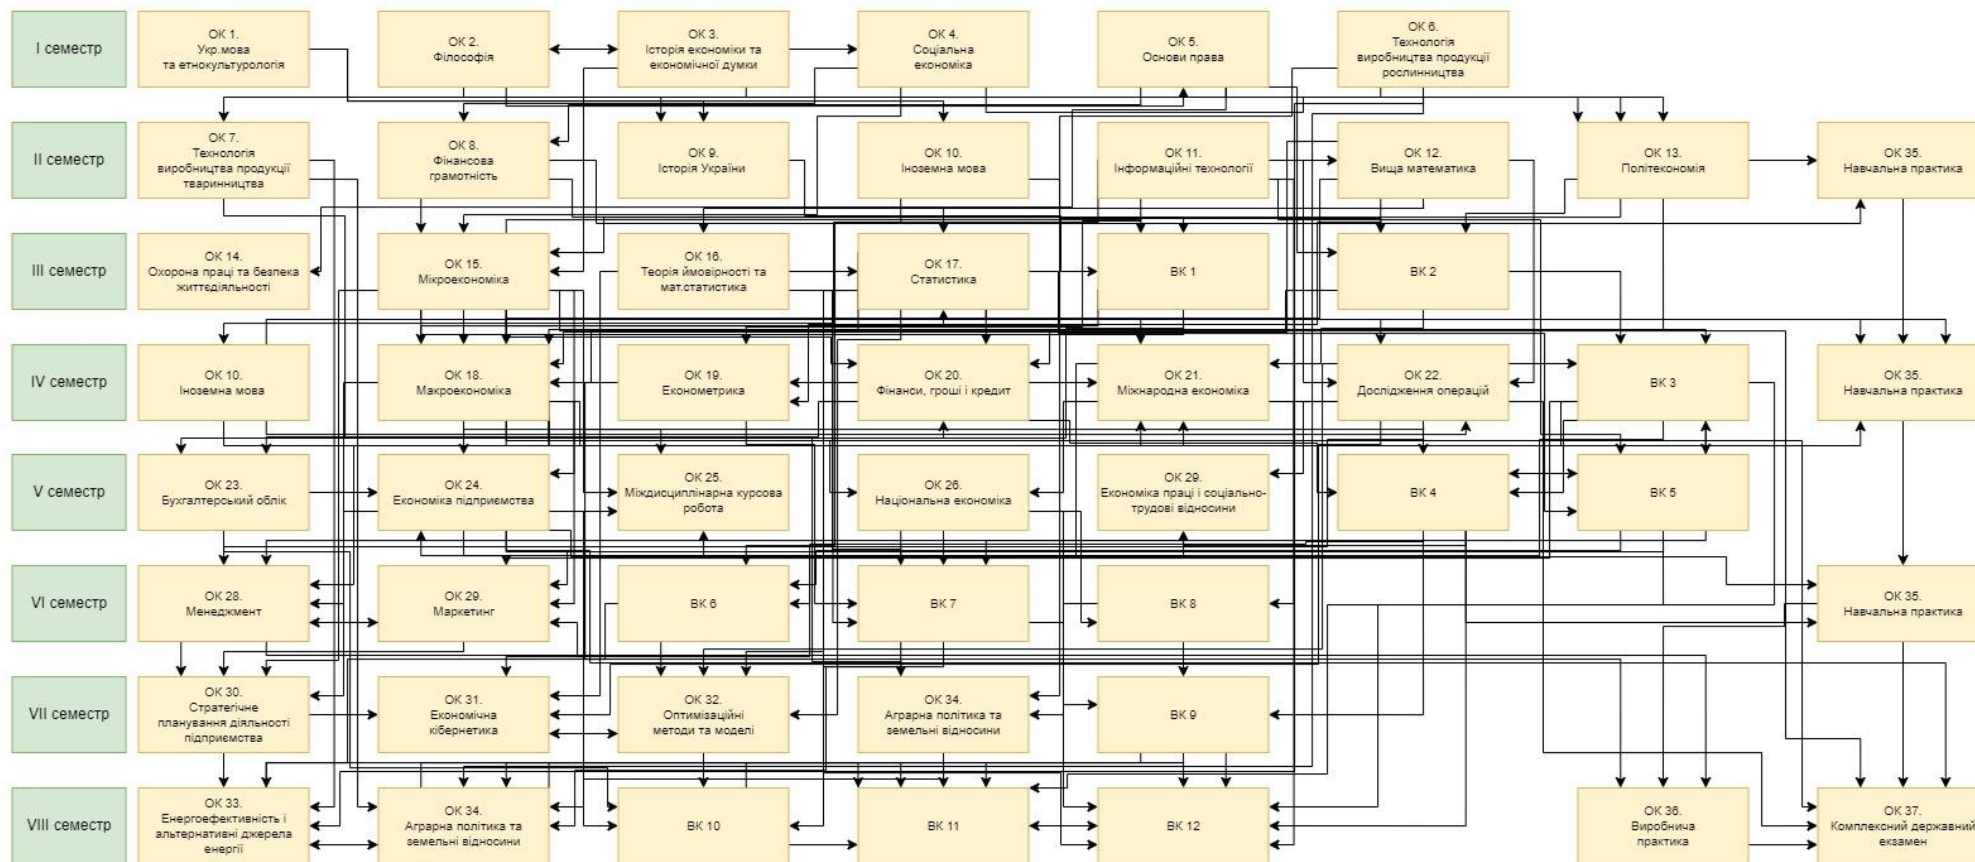 I семестр
ОК 1.
Укр.мова
та етнокультурологія
ОК 2.
Філософія
ОК 3.
Історія економіки та
економічної думки
ОК 4.
Соціальна
економіка
ОК 5.
Основи права
ОК 6.
Технологія
виробництва продукції
рослинництва
II семестр
ОК 7.
Технологія
виробництва продукції
тваринництва
ОК 8.
Фінансова
грамотність
ОК 9.
Історія України
ОК 10.
Іноземна мова
ОК 11.
Інформаційні технології
ОК 12.
Вища математика
ОК 13.
Політекономія
ОК 35.
Навчальна практика
III семестр
ОК 14.
Охорона праці та безпека
життєдіяльності
ОК 15.
Мікроекономіка
ОК 16.
Теорія ймовірності та
мат.статистика
ОК 17.
Статистика
ВК 1
ВК 2
IV семестр
ОК 10.
Іноземна мова
ОК 18.
Макроекономіка
ОК 19.
Економетрика
ОК 20.
Фінанси, гроші і кредит
ОК 21.
Міжнародна економіка
ОК 22.
Дослідження операцій
ВК 3
ОК 35.
Навчальна практика
V семестр
ОК 23.
Бухгалтерський облік
ОК 24.
Економіка підприємства
ОК 25.
Міждисциплінарна курсова
робота
ОК 26.
Національна економіка
ОК 29.
Економіка праці і соціально-
трудові відносини
ВК 4
ВК 5
VI семестр
ОК 28.
Менеджмент
ОК 29.
Маркетинг
ВК 6
ВК 7
ВК 8
ОК 35.
Навчальна практика
VII семестр
ОК 30.
Стратегічне
планування діяльності
підприємства
ОК 31.
Економічна
кібернетика
ОК 32.
Оптимізаційні
методи та моделі
ОК 34.
Аграрна політика та
земельні відносини
ВК 9
VIII семестр
ОК 33.
Енергоефективність і
альтернативні джерела
енергії
ОК 34.
Аграрна політика та
земельні відносини
ВК 10
ВК 11
ВК 12
ОК 36.
Виробнича
практика
ОК 37.
Комплексний державний
екзамен